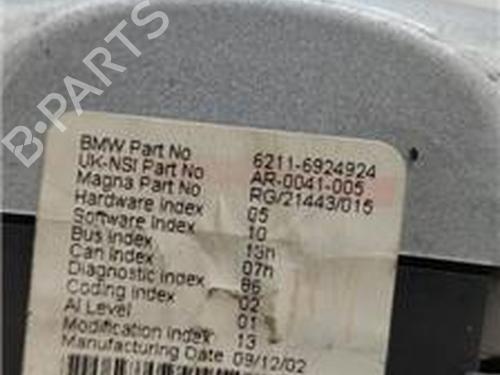 B-PARTS
BMW Part No 6211-6924924
UK-NSI Part No AR-0041-005
Magna Part No RG/21443/015
Hardware Index 05
Software Index 10
Bus Index 13h
Can Index 07h
Diagnostic Index 86
Coding Index 02
AI Level 01
Modification Index 13
Manufacturing Date 09/12/02